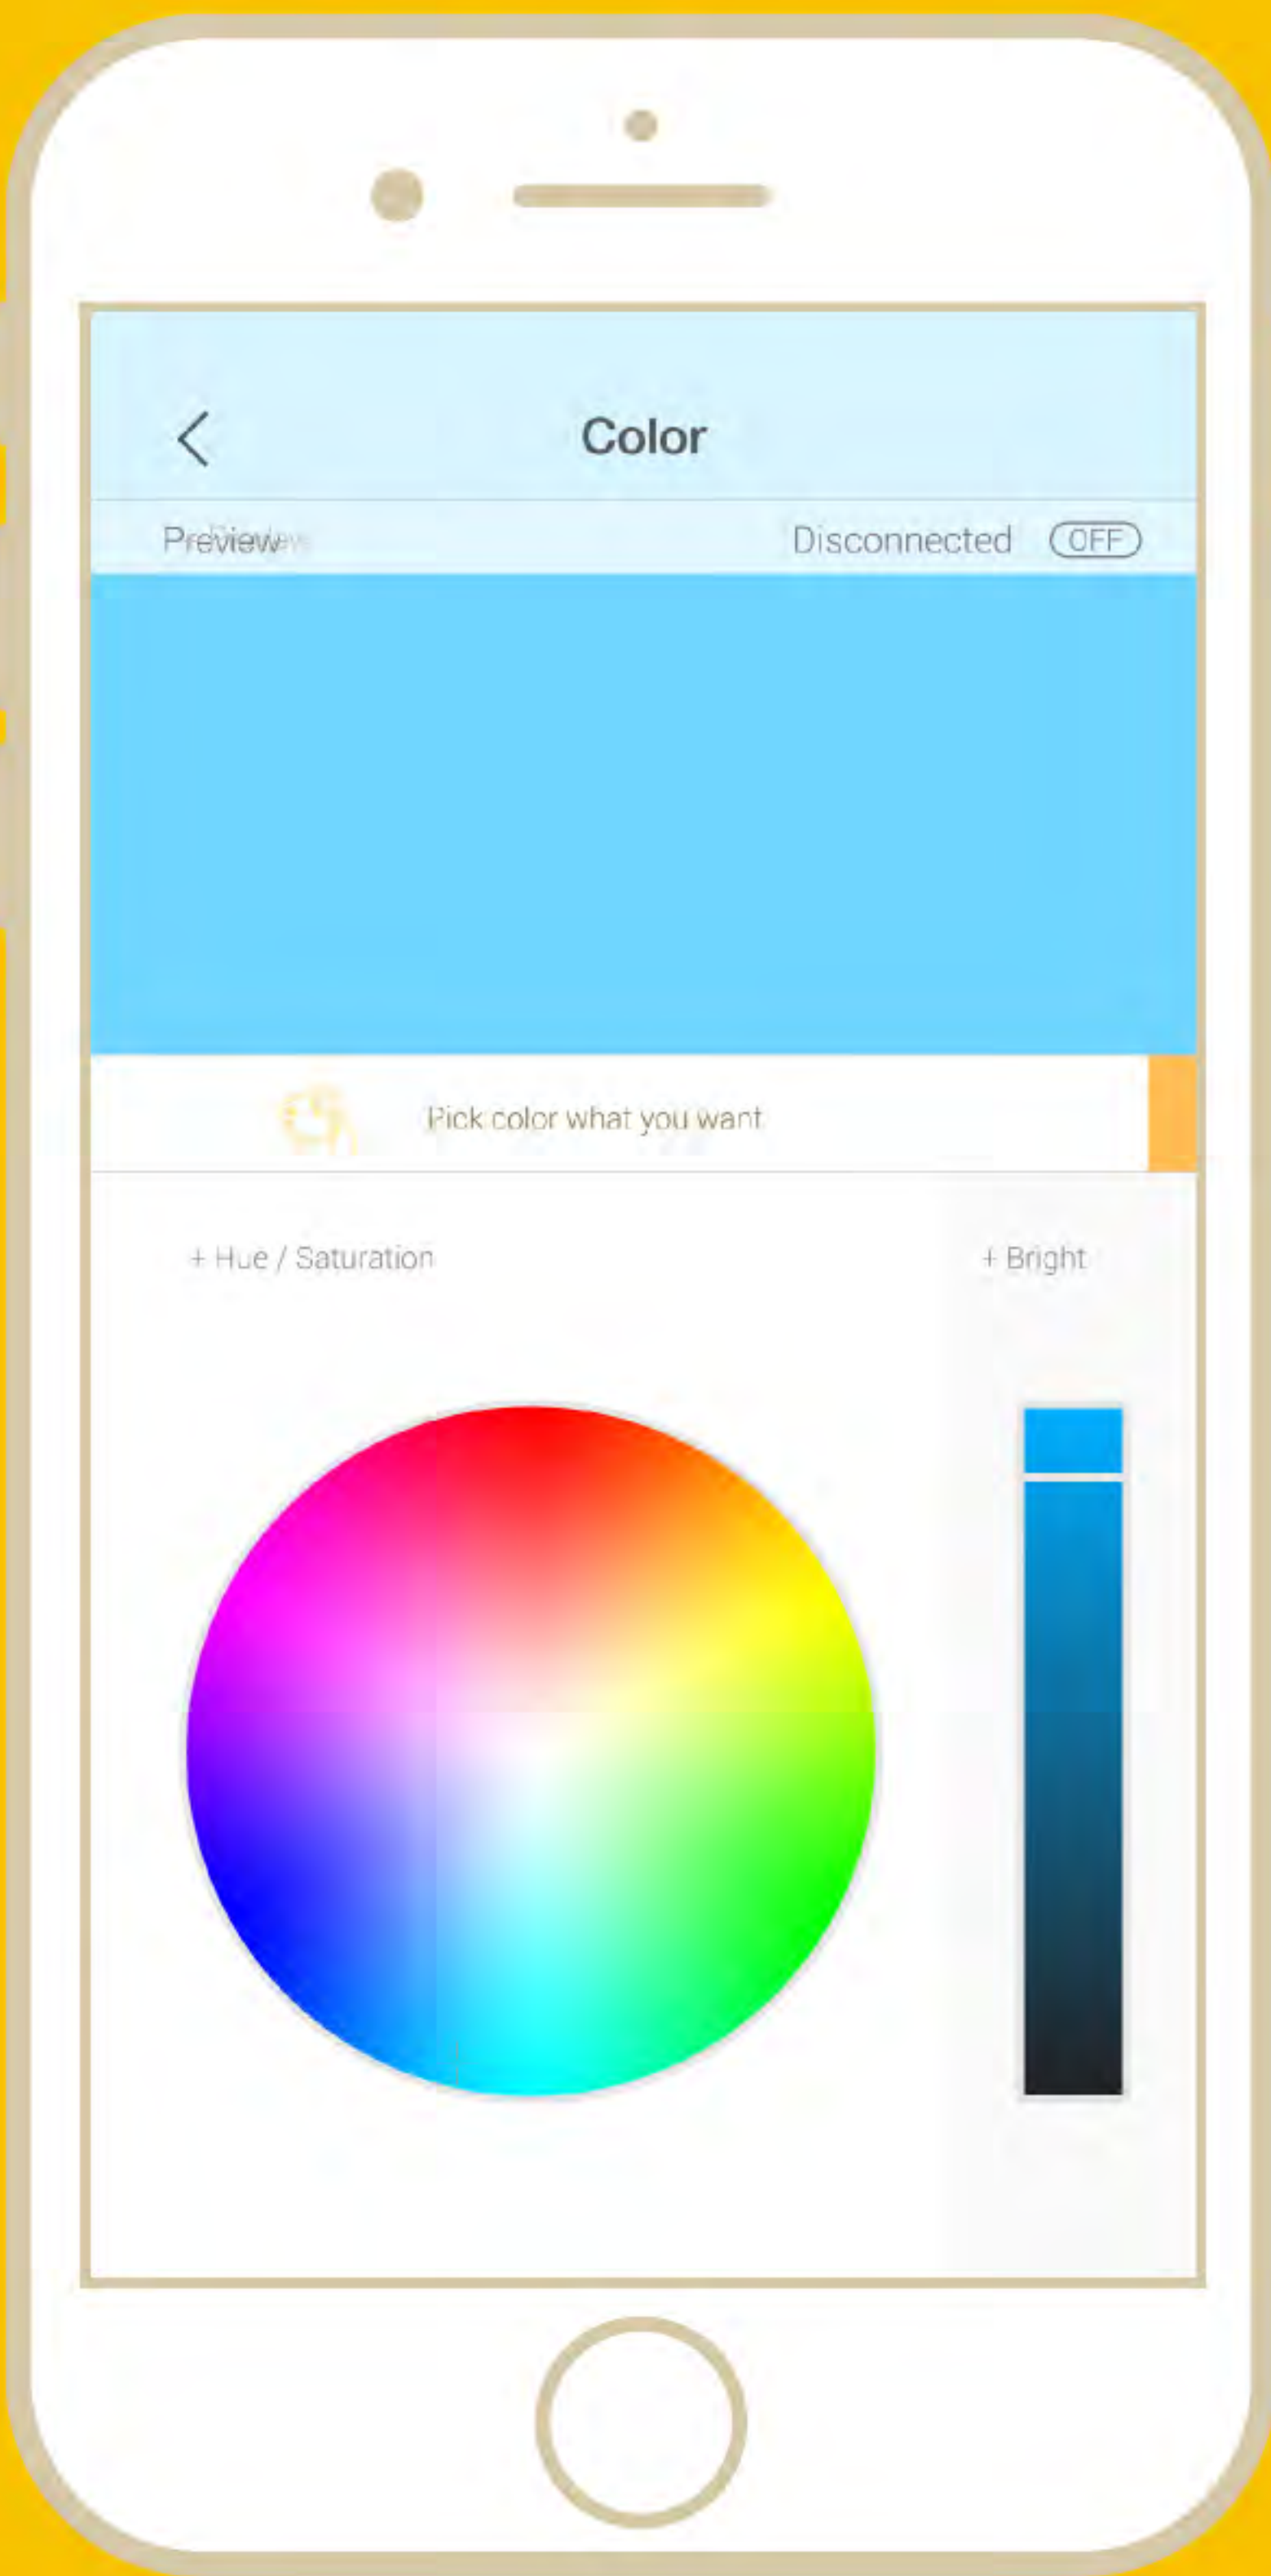 Color
Preview
Disconnected OFF
Pick color what you want
+ Hue / Saturation
+ Bright